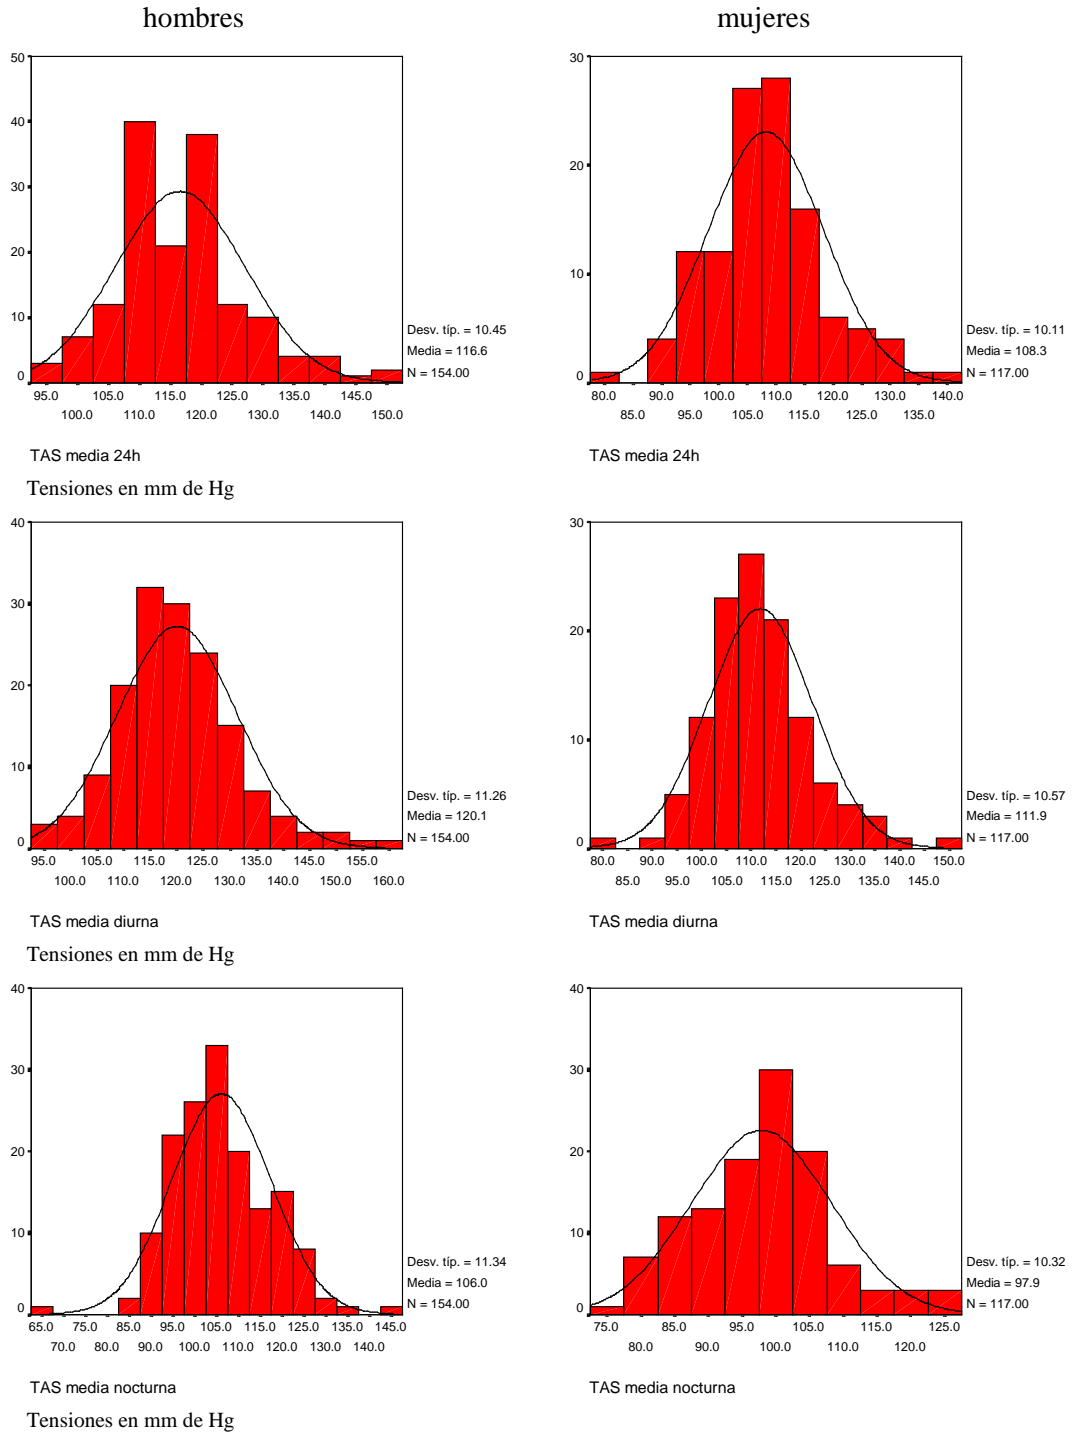 hombres
mujeres
50
40
30
20
10
0
95.0 105.0 115.0 125.0 135.0 145.0
100.0 110.0 120.0 130.0 140.0 150.0
Desv. típ. = 10.45
Media = 116.6
N = 154.00
TAS media 24h
Tensiones en mm de Hg
30
20
10
0
80.0 90.0 100.0 110.0 120.0 130.0 140.0
85.0 95.0 105.0 115.0 125.0 135.0
Desv. típ. = 10.11
Media = 108.3
N = 117.00
TAS media 24h
40
30
20
10
0
95.0 105.0 115.0 125.0 135.0 145.0 155.0
100.0 110.0 120.0 130.0 140.0 150.0 160.0
Desv. típ. = 11.26
Media = 120.1
N = 154.00
TAS media diurna
Tensiones en mm de Hg
30
20
10
0
80.0 90.0 100.0 110.0 120.0 130.0 140.0 150.0
85.0 95.0 105.0 115.0 125.0 135.0 145.0
Desv. típ. = 10.57
Media = 111.9
N = 117.00
TAS media diurna
40
30
20
10
0
65.0 75.0 85.0 95.0 105.0 115.0 125.0 135.0 145.0
70.0 80.0 90.0 100.0 110.0 120.0 130.0 140.0
Desv. típ. = 11.34
Media = 106.0
N = 154.00
TAS media nocturna
Tensiones en mm de Hg
40
30
20
10
0
75.0 85.0 95.0 105.0 115.0 125.0
80.0 90.0 100.0 110.0 120.0
Desv. típ. = 10.32
Media = 97.9
N = 117.00
TAS media nocturna